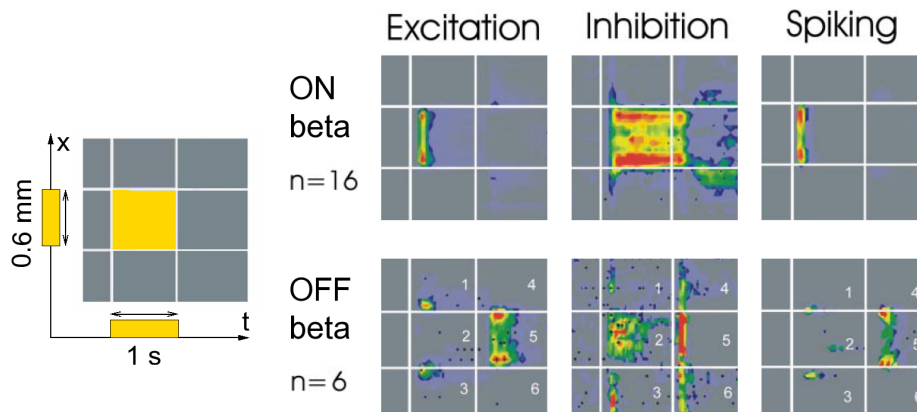 Excitation Inhibition Spiking
ON
beta
n=16
x
0.6 mm
t
1 s
OFF
beta
n=6
1 4
2 5
3 6
1 4
2 5
3 6
1 4
2 5
3